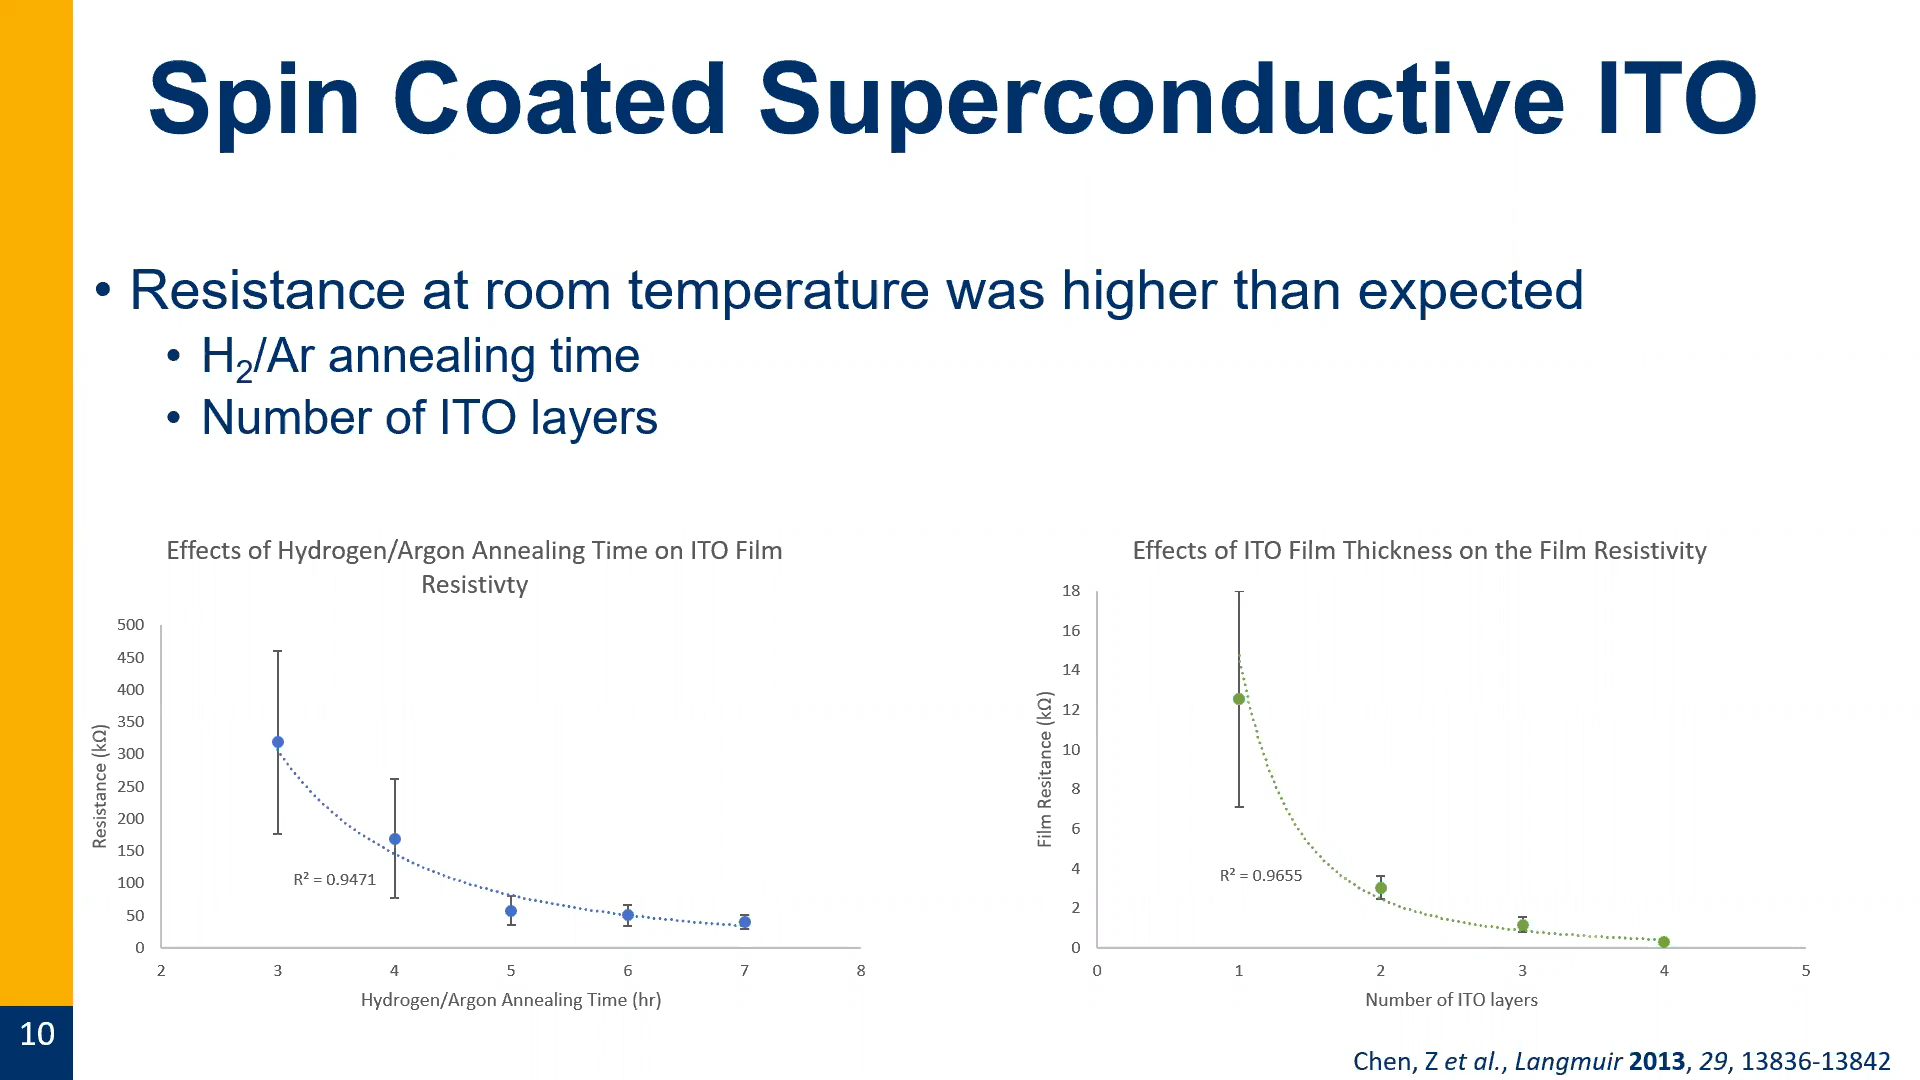 Spin Coated Superconductive ITO
• Resistance at room temperature was higher than expected
• H₂/Ar annealing time
• Number of ITO layers
Effects of Hydrogen/Argon Annealing Time on ITO Film
Resistivty
500
450
400
350
300
250
200
150
100
50
0
Resistance (kΩ)
R² = 0.9471
2 3 4 5 6 7 8
Hydrogen/Argon Annealing Time (hr)
Effects of ITO Film Thickness on the Film Resistivity
18
16
14
12
10
8
6
4
2
0
Film Resitance (kΩ)
R² = 0.9655
0 1 2 3 4 5
Number of ITO layers
10
Chen, Z et al., Langmuir 2013, 29, 13836-13842